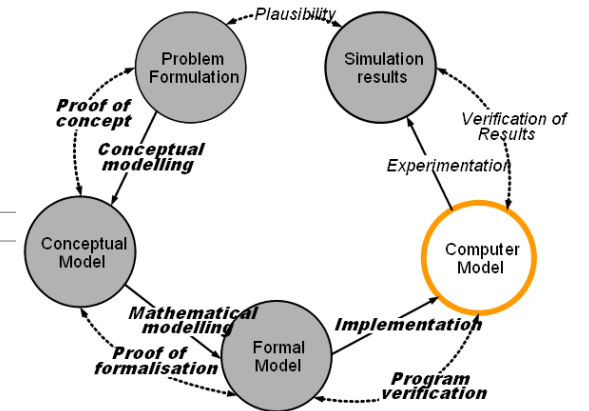 Plausibility
Problem
Formulation
Simulation
results
Proof of
concept
Verification of
Results
Conceptual
modelling
Experimentation
Conceptual
Model
Computer
Model
Mathematical
modelling
Implementation
Proof of
formalisation
Formal
Model
Program
verification